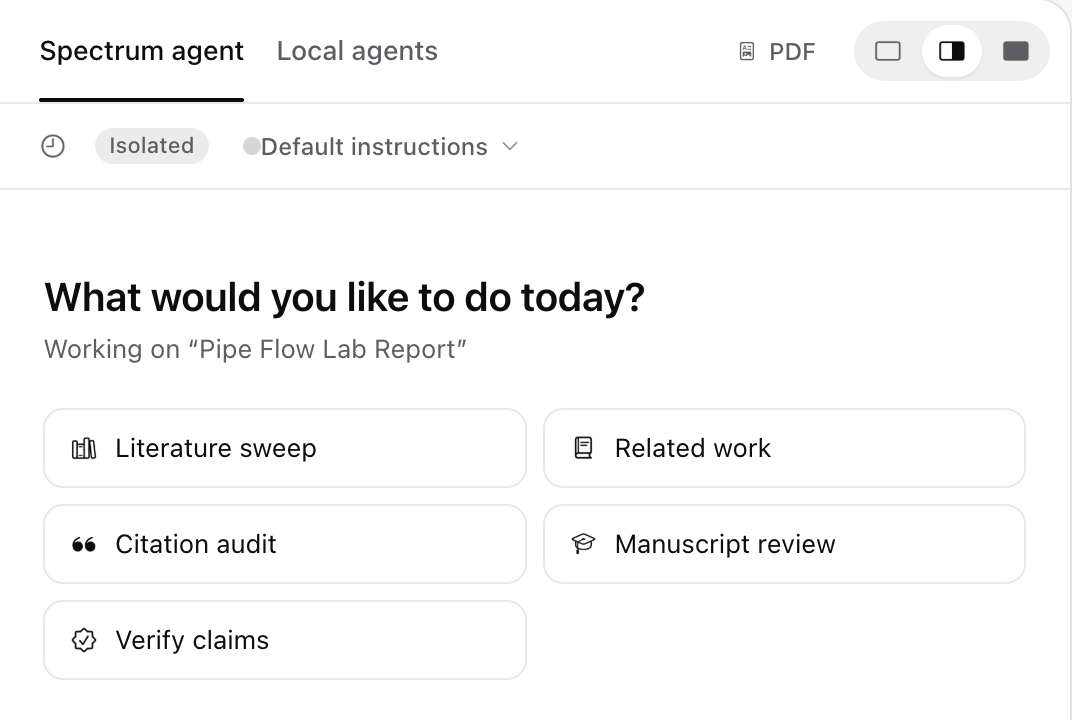 Spectrum agent Local agents PDF
Isolated Default instructions
What would you like to do today?
Working on “Pipe Flow Lab Report”
Literature sweep
Related work
Citation audit
Manuscript review
Verify claims